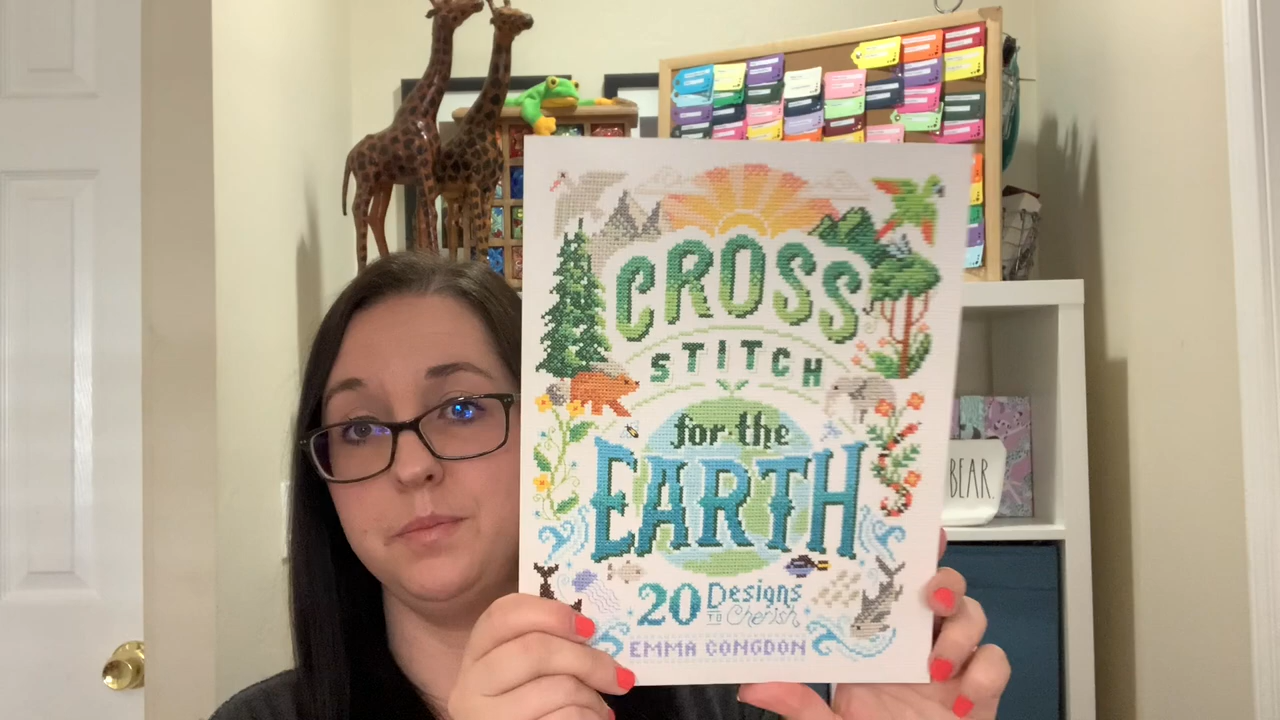 CROSS
STITCH
for the
EARTH
20 Designs
TO Cherish
EMMA CONGDON
BEAR.